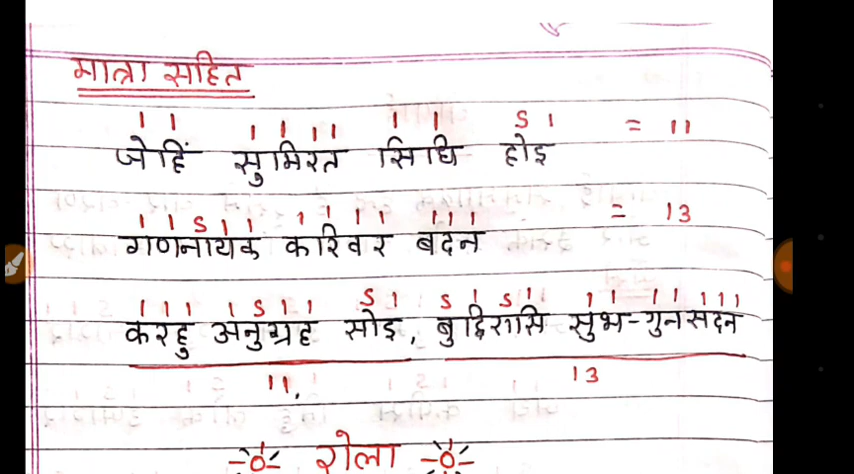 मात्रा सहित
। । । । । । । । S । = 11
जेहिं सुमिरत सिधि होइ
। । S । । । । । । । । । = 13
गणनायक करिवर बदन
। । । । S । । S । S । S । । । । । । । । ।
करहु अनुग्रह सोइ, बुद्धिरासि सुभ-गुनसदन
11, 13
रोला